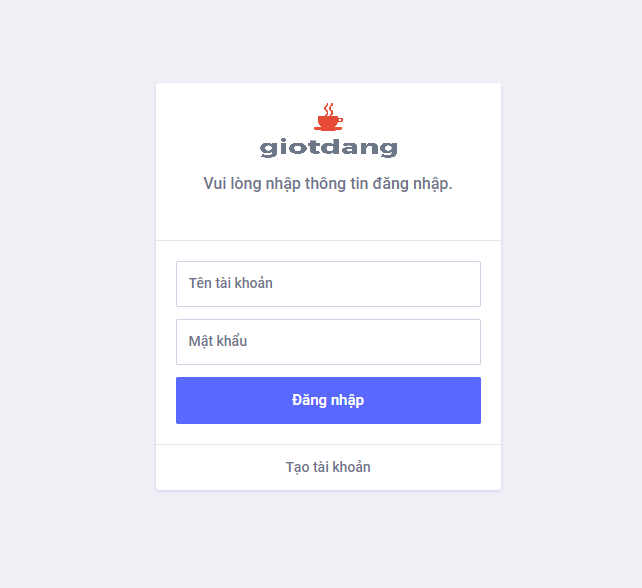 giotdang
Vui lòng nhập thông tin đăng nhập.
Tên tài khoản
Mật khẩu
Đăng nhập
Tạo tài khoản